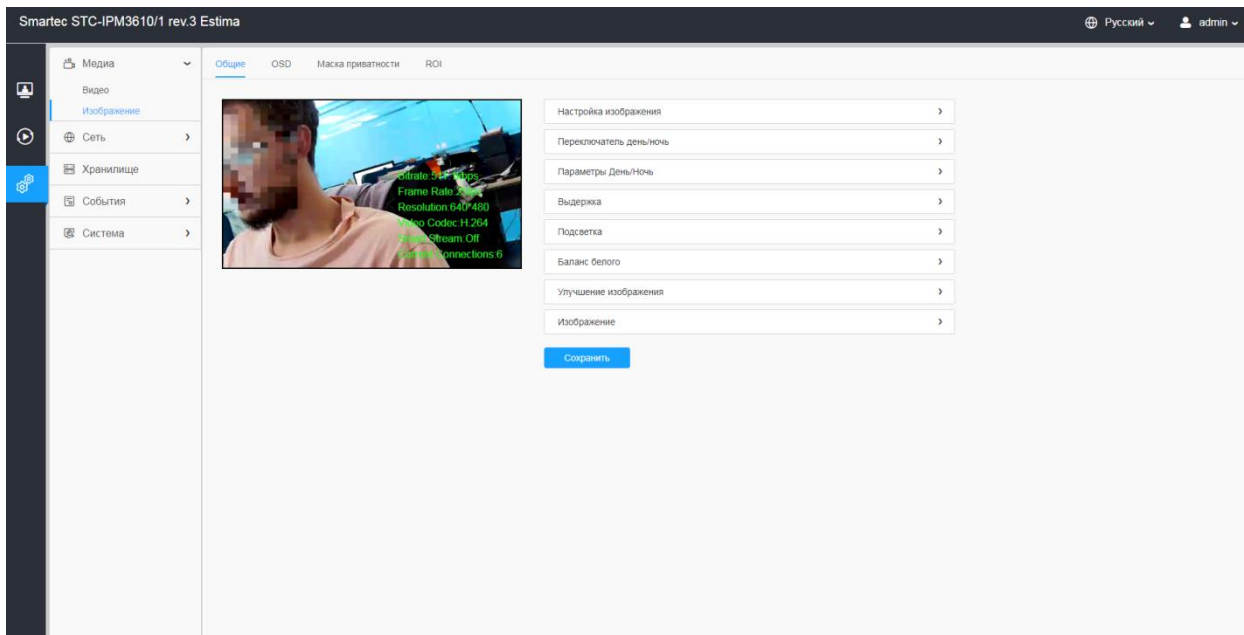 Smartec STC-IPM3610/1 rev.3 Estima
Русский
admin
Медиа
Видео
Изображение
Сеть
Хранилище
События
Система
Общие
OSD
Маска приватности
ROI
Frame Rate:
Resolution:640*480
Codec:H.264
Stream:Off
Connections:6
Настройка изображения
Переключатель день/ночь
Параметры День/Ночь
Выдержка
Подсветка
Баланс белого
Улучшение изображения
Изображение
Сохранить